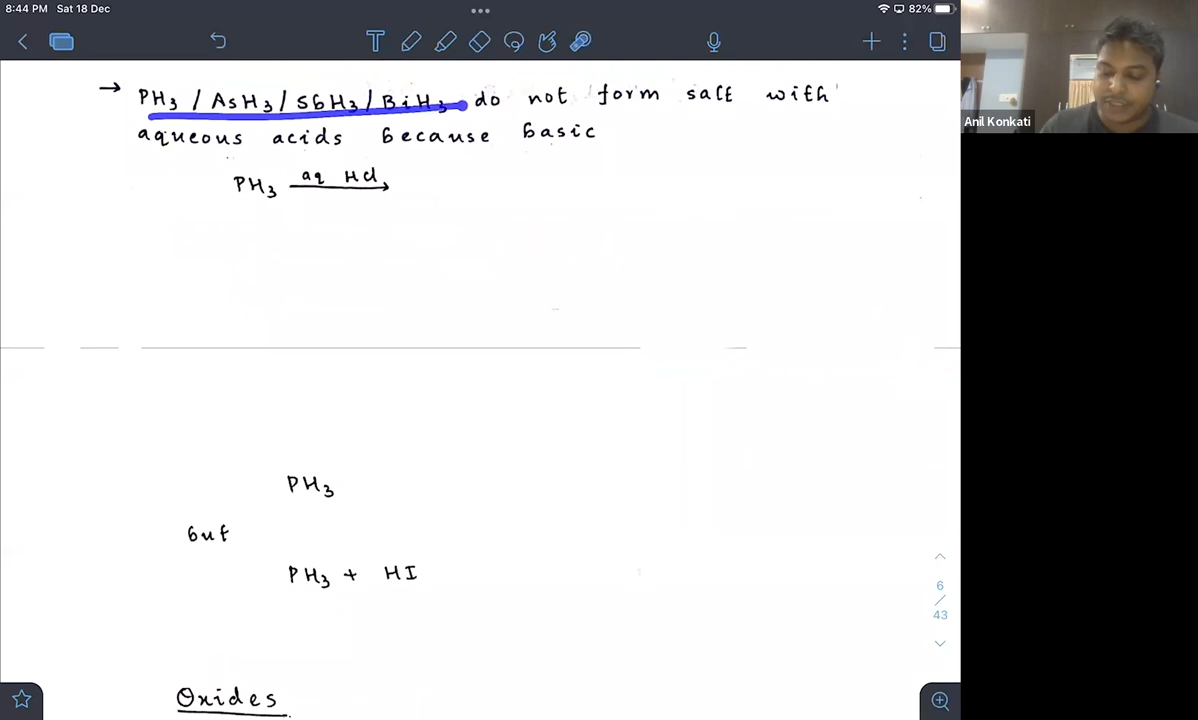 8:44 PM Sat 18 Dec
82%
→ PH3 / AsH3 / SbH3 / BiH3 do not form salt with
aqueous acids because basic
PH3 aq HCl →
PH3
but
PH3 + HI
Oxides
6
/
43
Anil Konkati